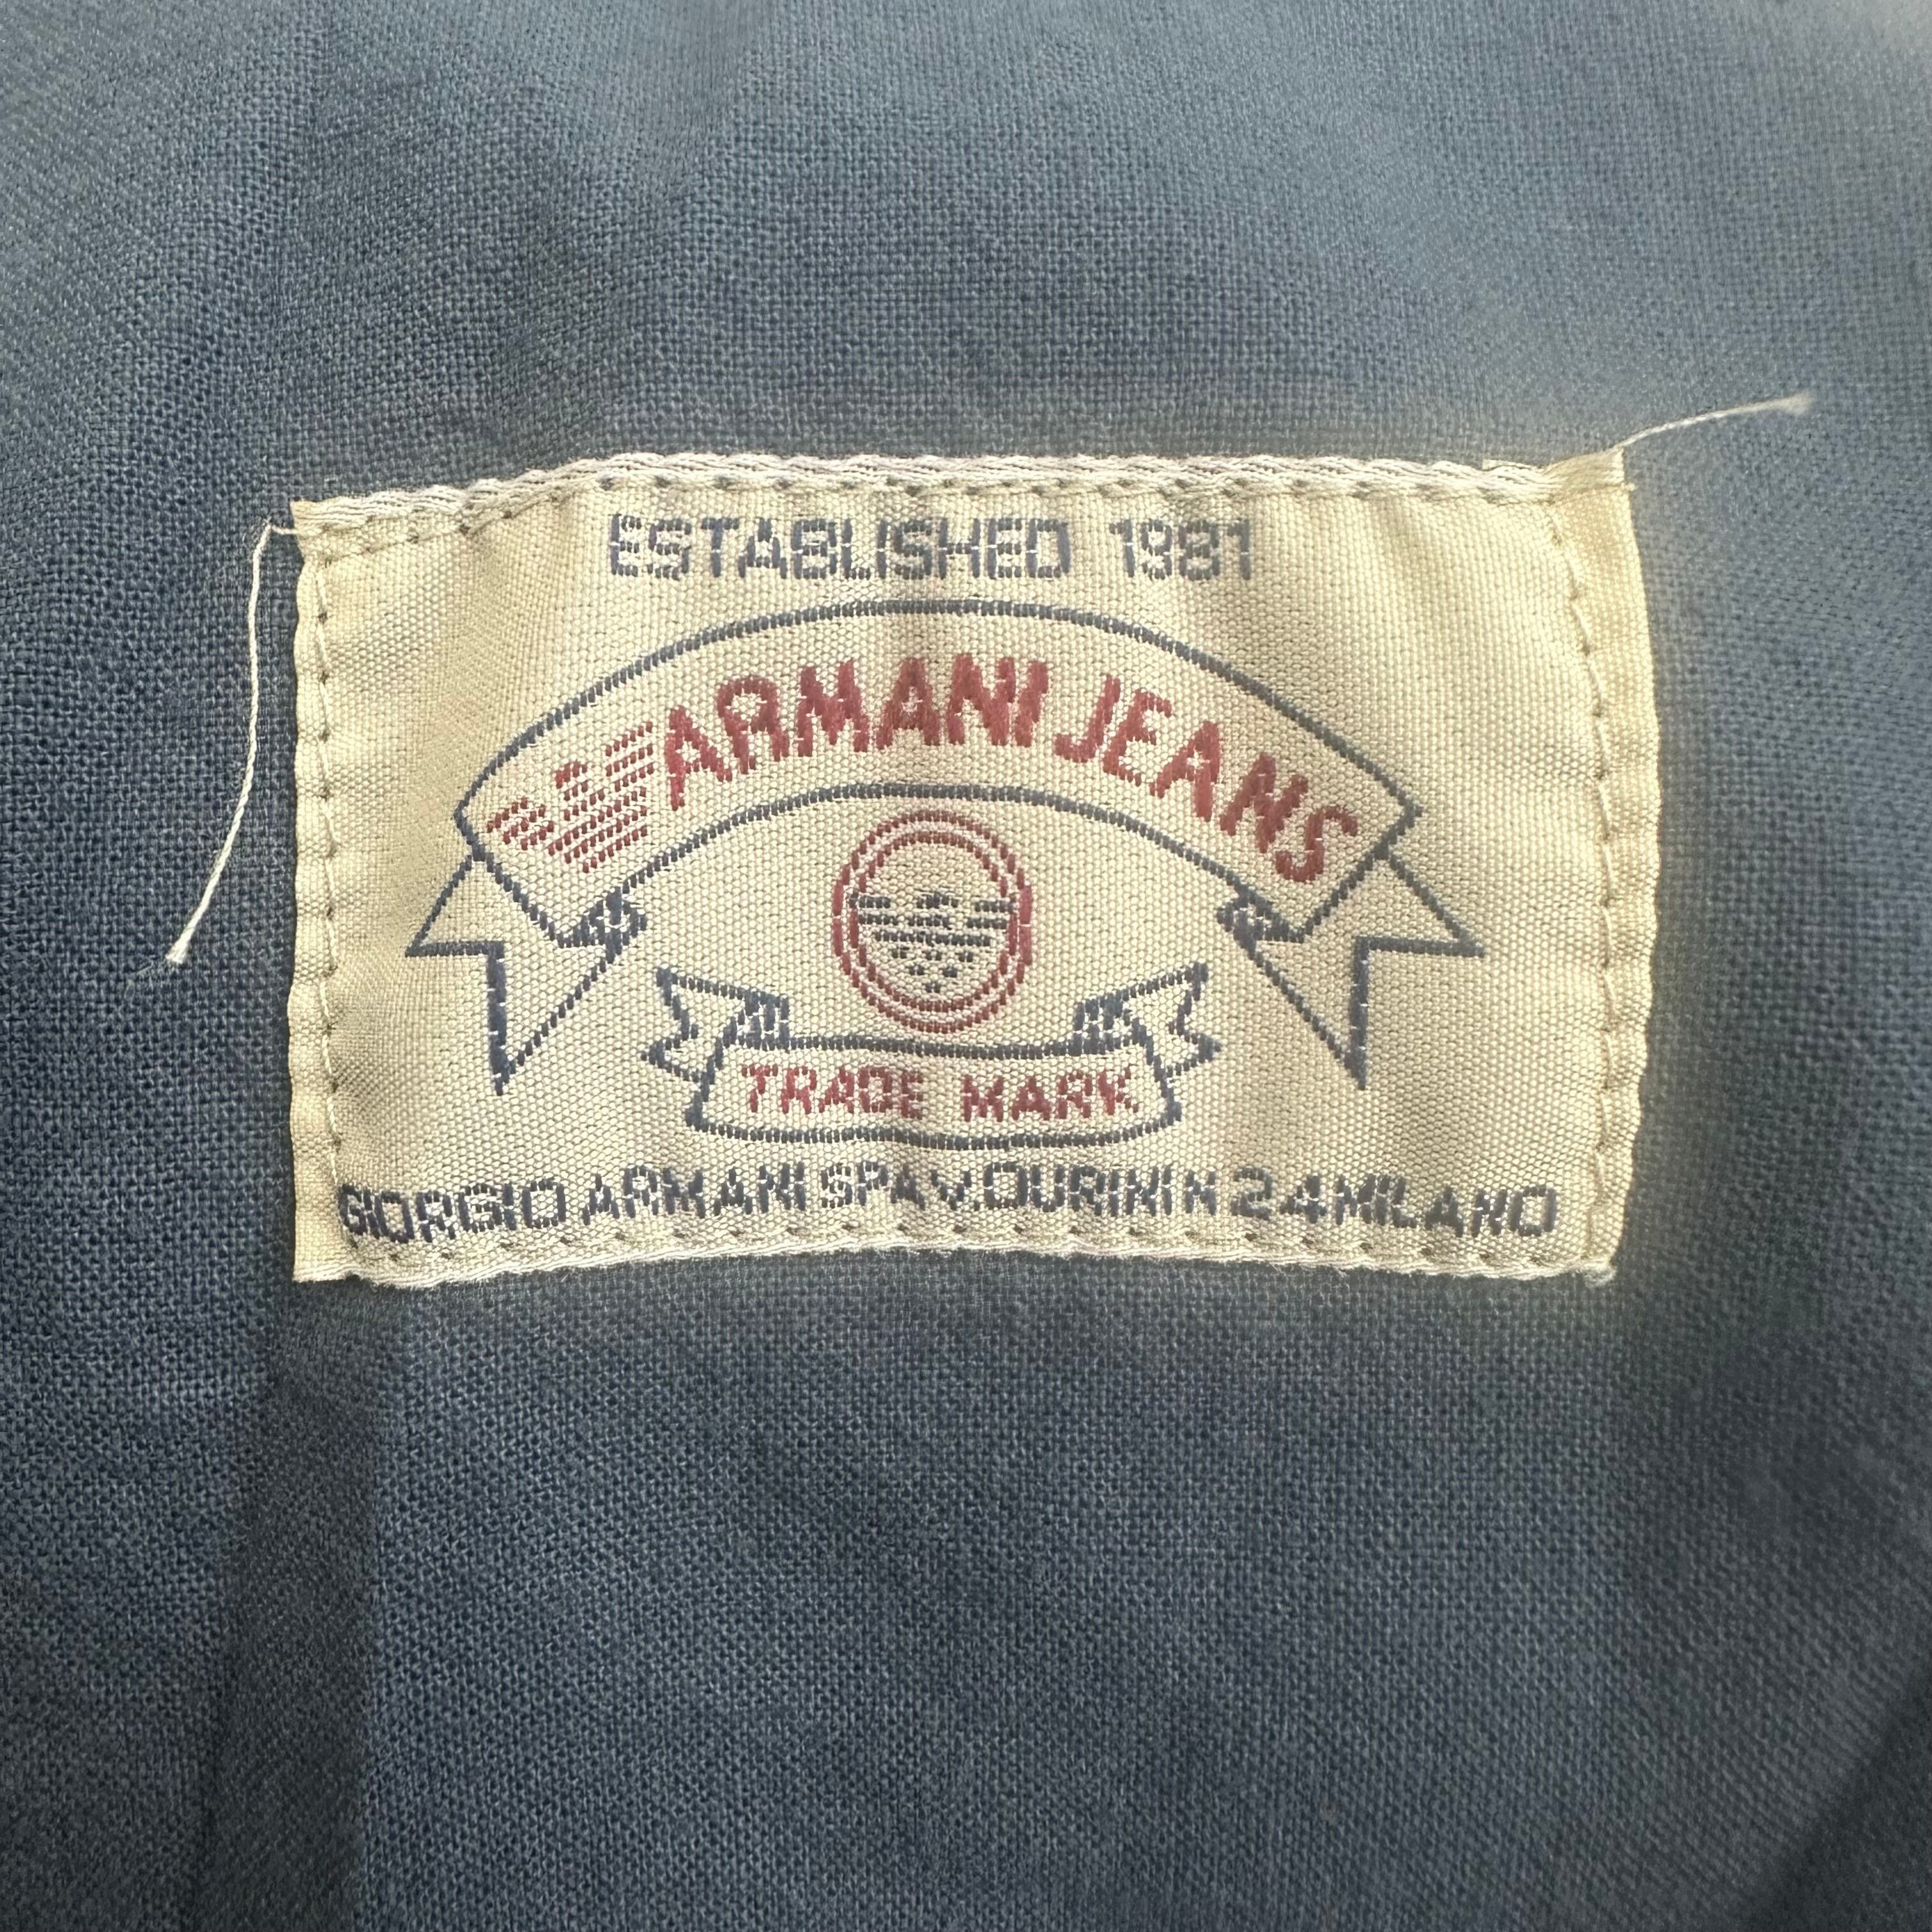 ESTABLISHED 1981
ARMANI JEANS
TRADE MARK
GIORGIO ARMANI SPA V.DURINI N 24 MILANO